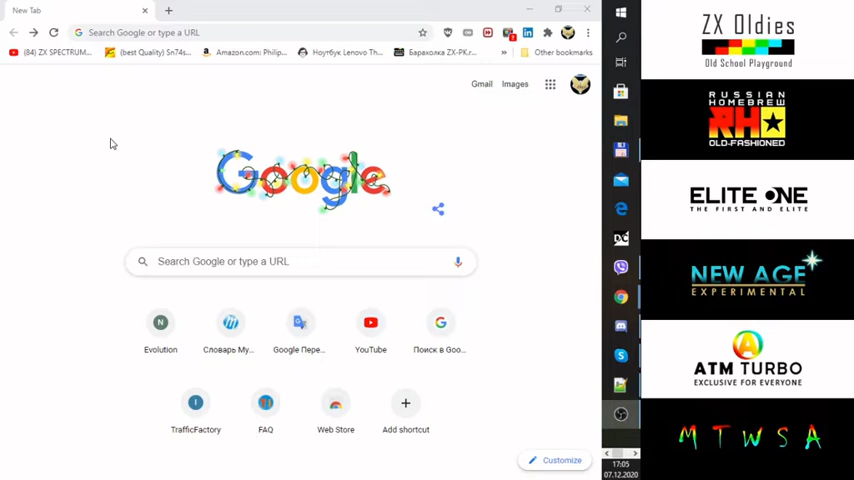 New Tab
Search Google or type a URL
(84) ZX SPECTRUM...
(best Quality) Sn74s...
Amazon.com: Philip...
Ноутбук Lenovo Th...
Барахолка ZX-PK.r...
»
Other bookmarks
Gmail
Images
Google
Search Google or type a URL
Evolution
Словарь Му...
Google Пере...
YouTube
Поиск в Goo...
TrafficFactory
FAQ
Web Store
Add shortcut
Customize
DC
17:05
07.12.2020
ZX Oldies
Old School Playground
RUSSIAN
HOMEBREW
RH
OLD-FASHIONED
ELITE ONE
THE FIRST AND ELITE
NEW AGE
EXPERIMENTAL
ATM TURBO
EXCLUSIVE FOR EVERYONE
M T W S A